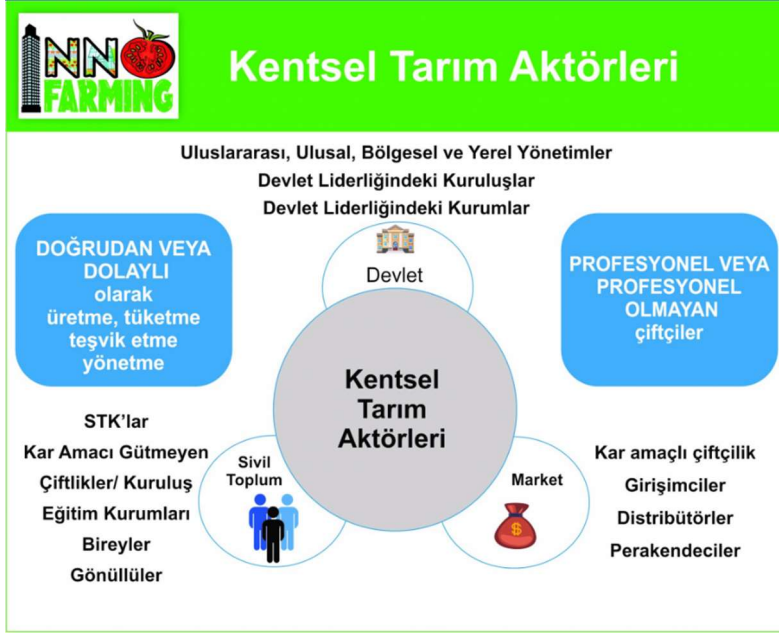 INNO
FARMING
Kentsel Tarım Aktörleri
Uluslararası, Ulusal, Bölgesel ve Yerel Yönetimler
Devlet Liderliğindeki Kuruluşlar
Devlet Liderliğindeki Kurumlar
Devlet
DOĞRUDAN VEYA
DOLAYLI
olarak
üretme, tüketme
teşvik etme
yönetme
PROFESYONEL VEYA
PROFESYONEL
OLMAYAN
çiftçiler
Kentsel
Tarım
Aktörleri
STK’lar
Kar Amacı Gütmeyen
Çiftlikler/ Kuruluş
Eğitim Kurumları
Bireyler
Gönüllüler
Sivil
Toplum
Market
$
Kar amaçlı çiftçilik
Girişimciler
Distribütörler
Perakendeciler